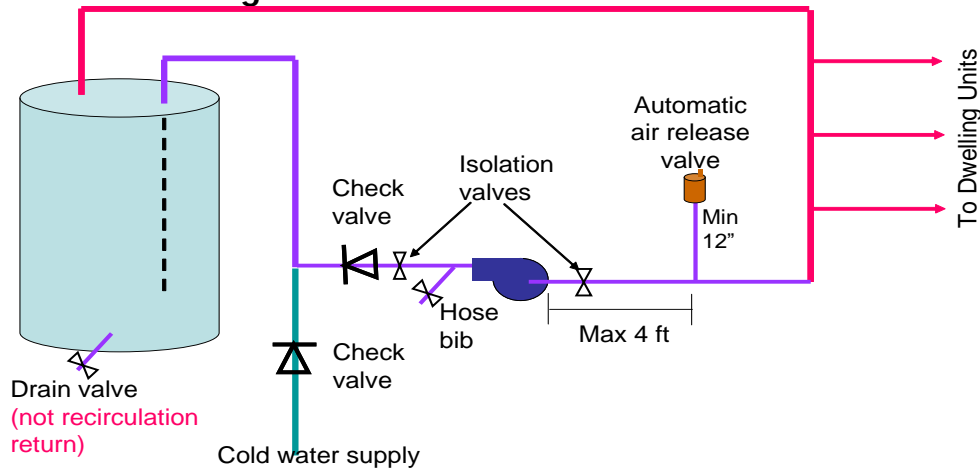 Automatic
air release
valve
Isolation
valves
Check
valve
Min
12”
To Dwelling Units
Hose
bib
Max 4 ft
Check
valve
Drain valve
(not recirculation
return)
Cold water supply